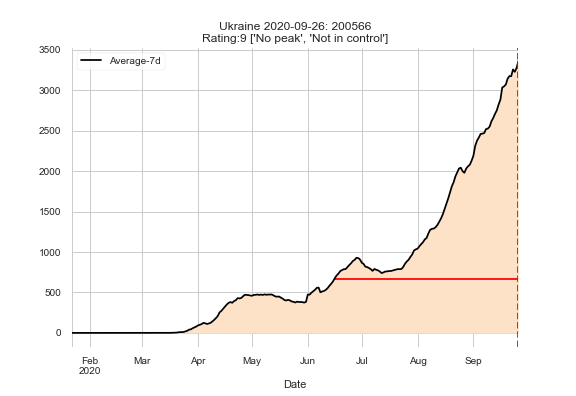 Ukraine 2020-09-26: 200566
Rating:9 ['No peak', 'Not in control']
Average-7d
3500
3000
2500
2000
1500
1000
500
0
Feb Mar Apr May Jun Jul Aug Sep
2020
Date